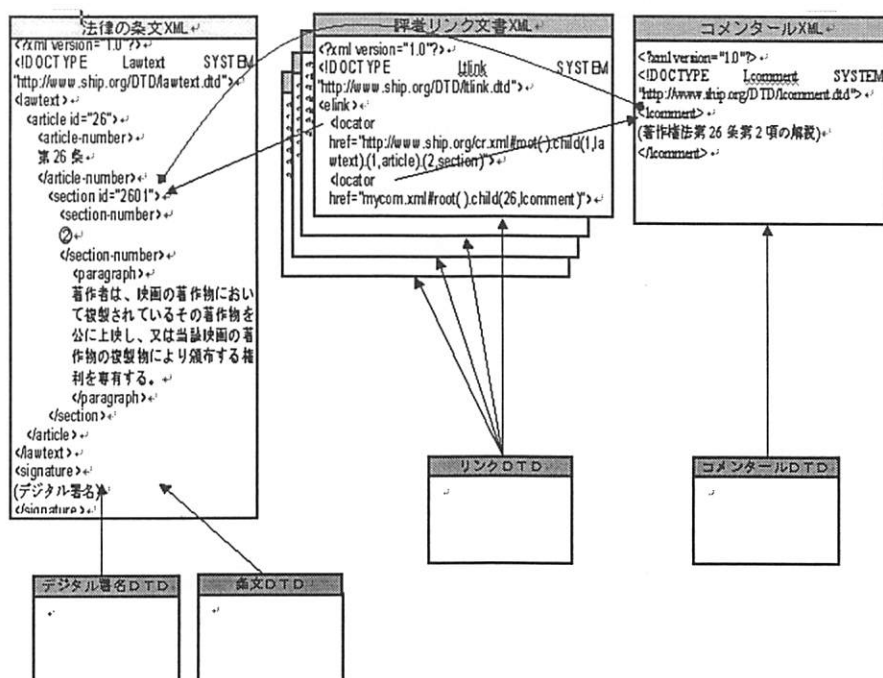 法律の条文XML
<?xml version="1.0"?>
<!DOCTYPE Lawtext SYSTEM
"http://www.ship.org/DTD/lawtext.dtd">
<lawtext>
<article id="26">
<article-number>
第26条
</article-number>
<section id="2601">
<section-number>
②
</section-number>
<paragraph>
著作者は、映画の著作物におい
て複製されているその著作物を
公に上映し、又は当該映画の著
作物の複製物により頒布する権
利を専有する。
</paragraph>
</section>
</article>
</lawtext>
<signature>
(デジタル署名)
</signature>
評者リンク文書XML
<?xml version="1.0"?>
<!DOCTYPE Ltlink SYSTEM
"http://www.ship.org/DTD/ltlink.dtd">
<elink>
<locator
href="http://www.ship.org/cr.xml#root().child(1,la
wtext).(1,article).(2,section)">
<locator
href="mycom.xml#root().child(26,lcomment)">
コメンタールXML
<?xml version="1.0"?>
<!DOCTYPE Lcomment SYSTEM
"http://www.ship.org/DTD/lcomment.dtd">
<lcomment>
(著作権法第26条第2項の解説)
</lcomment>
リンクDTD
コメンタールDTD
デジタル署名DTD
条文DTD